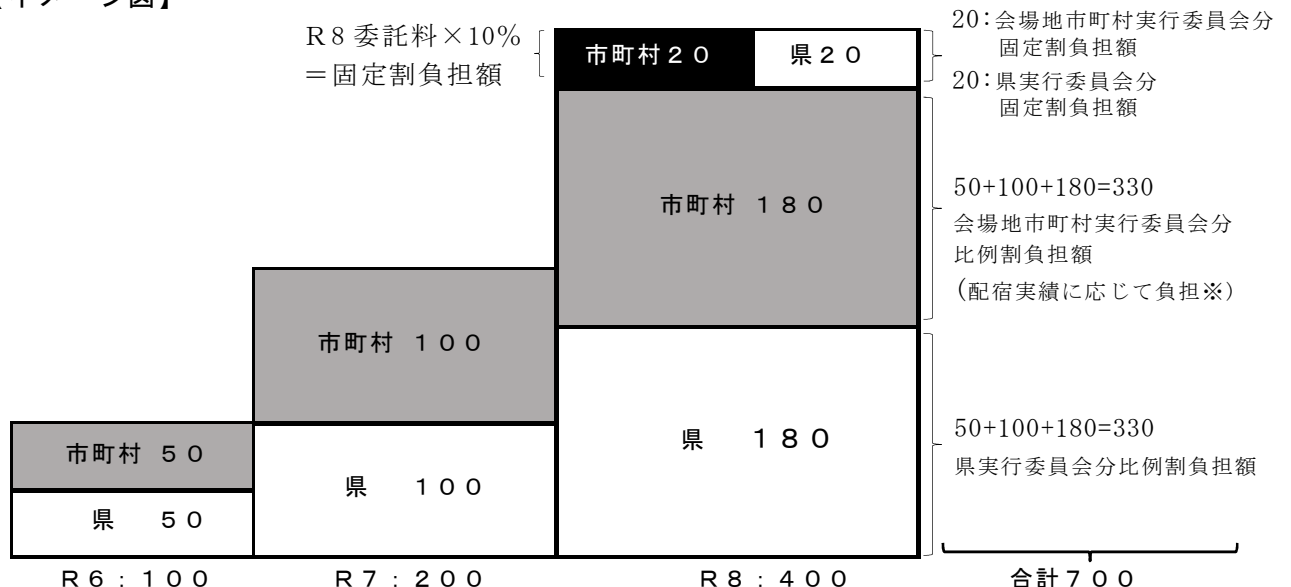 【イメージ図】
R8委託料×10%
=固定割負担額
市町村20
県20
20:会場地市町村実行委員会分
固定割負担額
20:県実行委員会分
固定割負担額
市町村 180
50+100+180=330
会場地市町村実行委員会分
比例割負担額
(配宿実績に応じて負担※)
市町村 100
市町村 50
県 180
県 100
県 50
50+100+180=330
県実行委員会分比例割負担額
R6:100
R7:200
R8:400
合計700